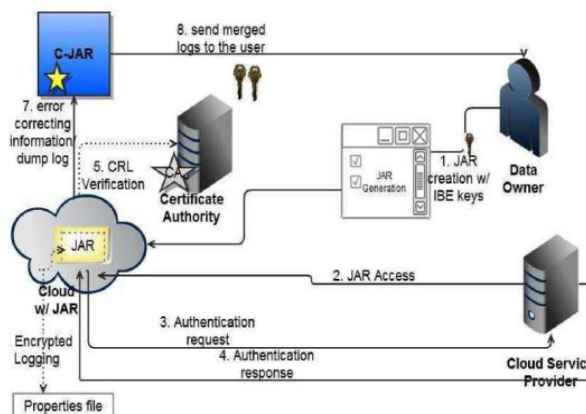 8. send merged
logs to the user
C-JAR
7. error
correcting
information/
dump log
5. CRL
Verification
CA
Certificate
Authority
JAR
Generation
1. JAR
creation w/
IBE keys
Data
Owner
JAR
Cloud
w/ JAR
2. JAR Access
3. Authentication
request
4. Authentication
response
Encrypted
Logging
Cloud Service
Provider
Properties file